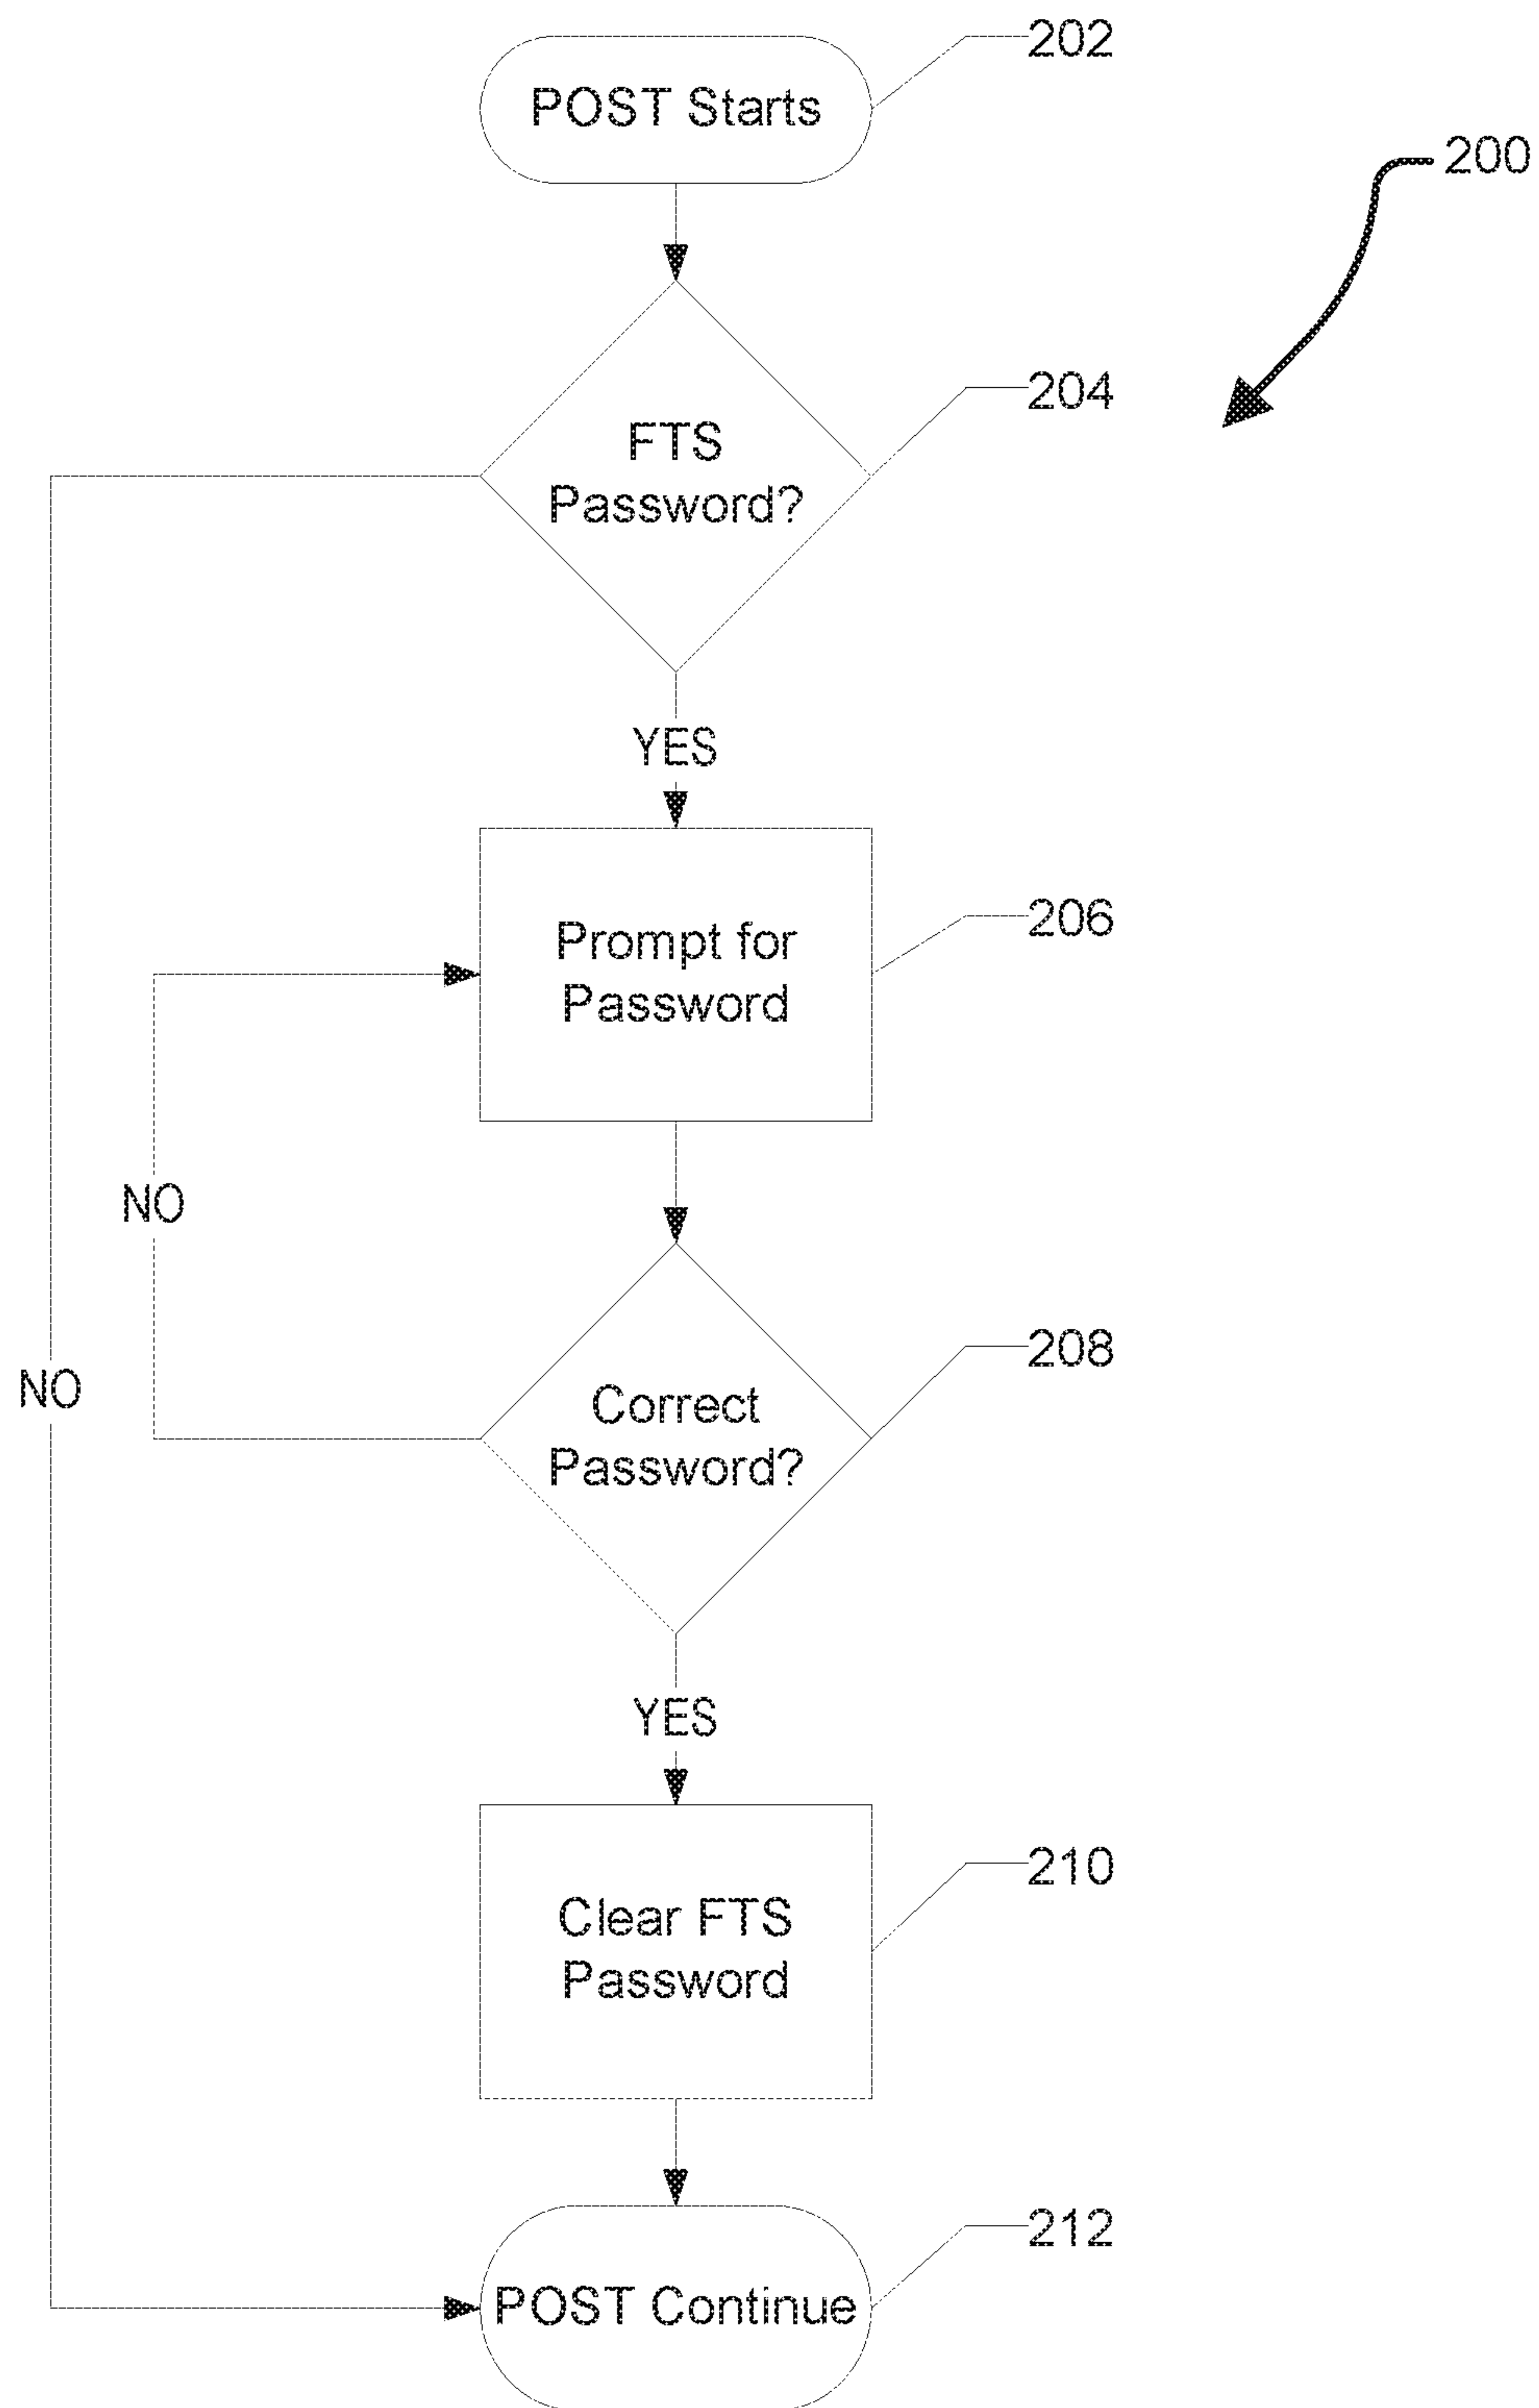 202
POST Starts
200
204
FTS
Password?
YES
206
Prompt for
Password
NO
208
NO
Correct
Password?
YES
210
Clear FTS
Password
212
POST Continue